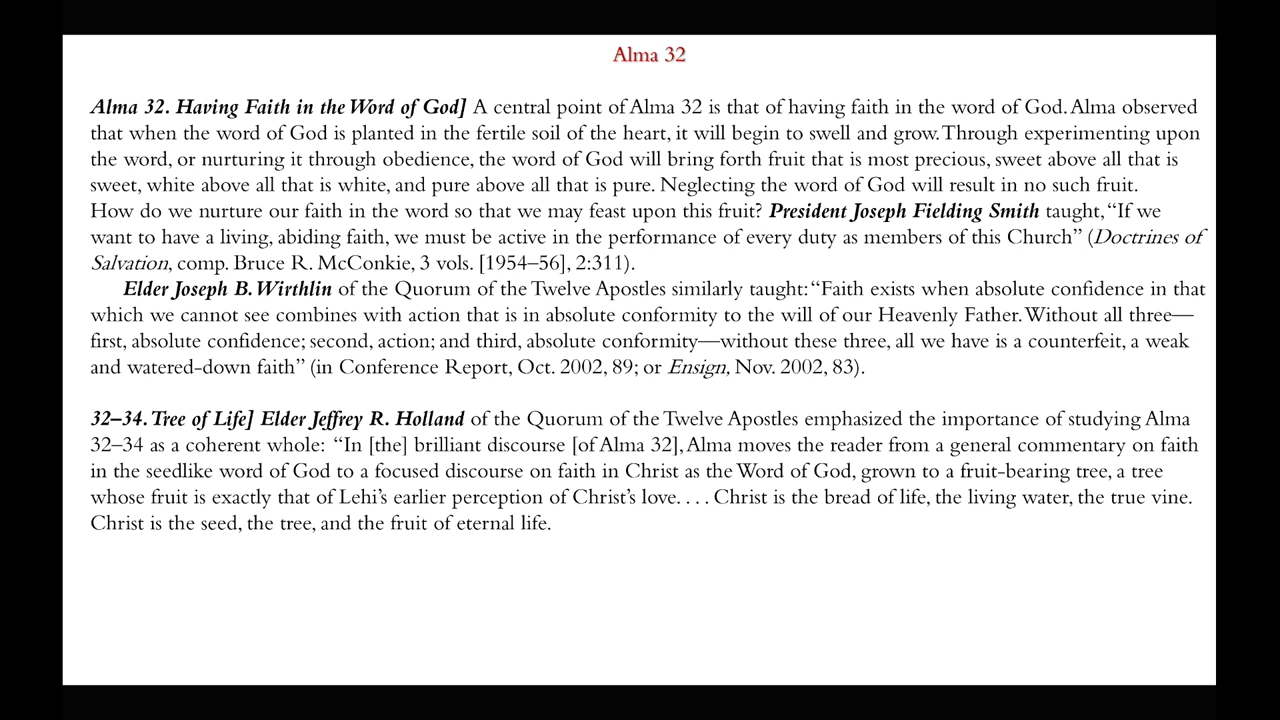 Alma 32
Alma 32. Having Faith in the Word of God] A central point of Alma 32 is that of having faith in the word of God. Alma observed
that when the word of God is planted in the fertile soil of the heart, it will begin to swell and grow. Through experimenting upon
the word, or nurturing it through obedience, the word of God will bring forth fruit that is most precious, sweet above all that is
sweet, white above all that is white, and pure above all that is pure. Neglecting the word of God will result in no such fruit.
How do we nurture our faith in the word so that we may feast upon this fruit? President Joseph Fielding Smith taught, “If we
want to have a living, abiding faith, we must be active in the performance of every duty as members of this Church” (Doctrines of
Salvation, comp. Bruce R. McConkie, 3 vols. [1954–56], 2:311).
Elder Joseph B. Wirthlin of the Quorum of the Twelve Apostles similarly taught: “Faith exists when absolute confidence in that
which we cannot see combines with action that is in absolute conformity to the will of our Heavenly Father. Without all three—
first, absolute confidence; second, action; and third, absolute conformity—without these three, all we have is a counterfeit, a weak
and watered-down faith” (in Conference Report, Oct. 2002, 89; or Ensign, Nov. 2002, 83).
32–34. Tree of Life] Elder Jeffrey R. Holland of the Quorum of the Twelve Apostles emphasized the importance of studying Alma
32–34 as a coherent whole: “In [the] brilliant discourse [of Alma 32], Alma moves the reader from a general commentary on faith
in the seedlike word of God to a focused discourse on faith in Christ as the Word of God, grown to a fruit-bearing tree, a tree
whose fruit is exactly that of Lehi’s earlier perception of Christ’s love. . . . Christ is the bread of life, the living water, the true vine.
Christ is the seed, the tree, and the fruit of eternal life.